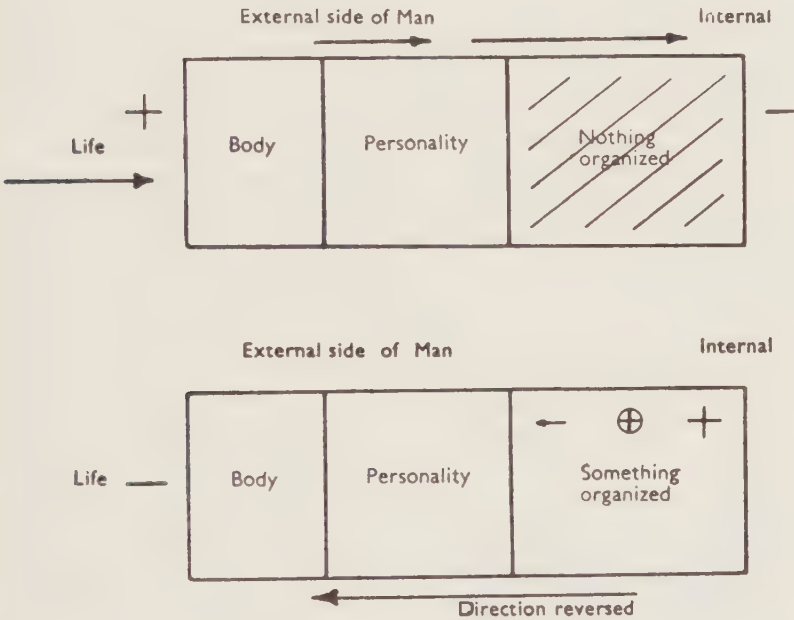 External side of Man Internal
+ —
Life Body Personality Nothing
organized
External side of Man Internal
← ⊕ +
Life — Body Personality Something
organized
Direction reversed